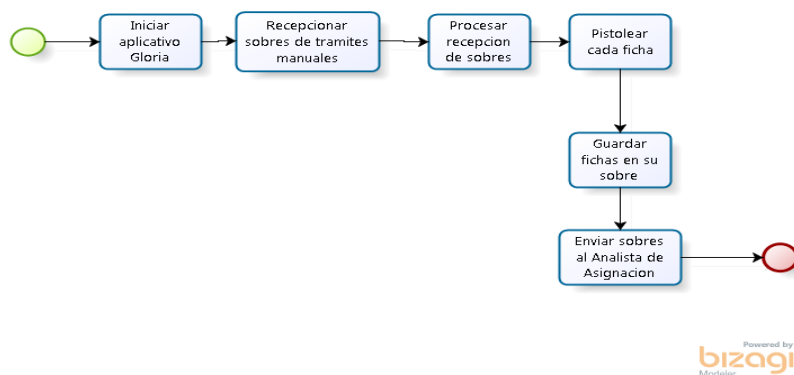 Iniciar
aplicativo
Gloria
Recepcionar
sobres de tramites
manuales
Procesar
recepcion
de sobres
Pistolear
cada ficha
Guardar
fichas en su
sobre
Enviar sobres
al Analista de
Asignacion
Powered by
bizagi
Modeler